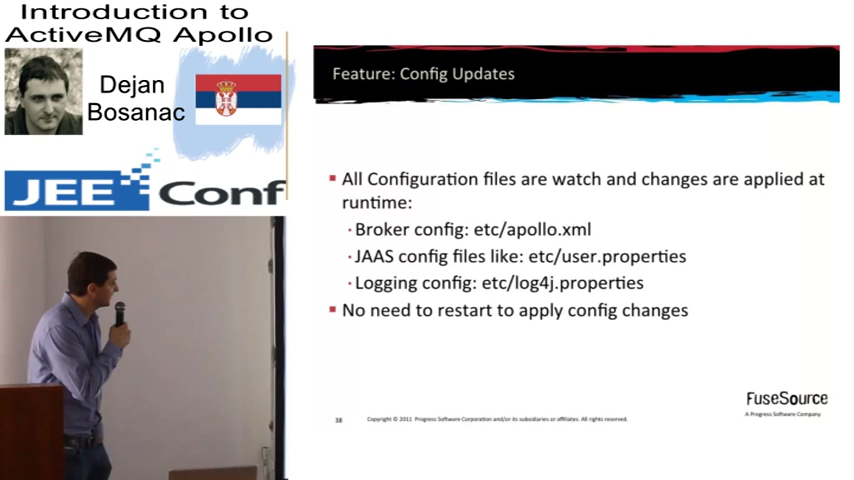 Introduction to
ActiveMQ Apollo
Dejan
Bosanac
JEE Conf
Feature: Config Updates
▪ All Configuration files are watch and changes are applied at
runtime:
· Broker config: etc/apollo.xml
· JAAS config files like: etc/user.properties
· Logging config: etc/log4j.properties
▪ No need to restart to apply config changes
FuseSource
A Progress Software Company
38 Copyright © 2011 Progress Software Corporation and/or its subsidiaries or affiliates. All rights reserved.